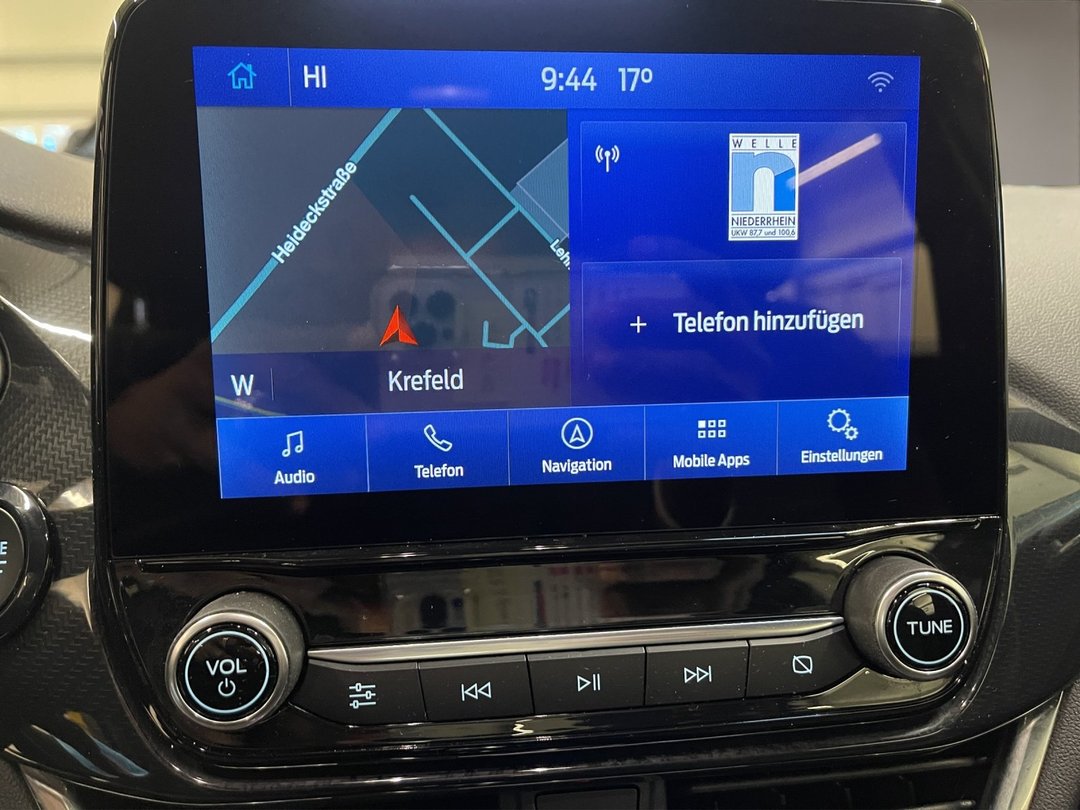 HI
9:44 17°
Heideckstraße
WELLE
n
NIEDERRHEIN
UKW 87,7 und 100,6
+ Telefon hinzufügen
W
Krefeld
Audio
Telefon
Navigation
Mobile Apps
Einstellungen
VOL
TUNE